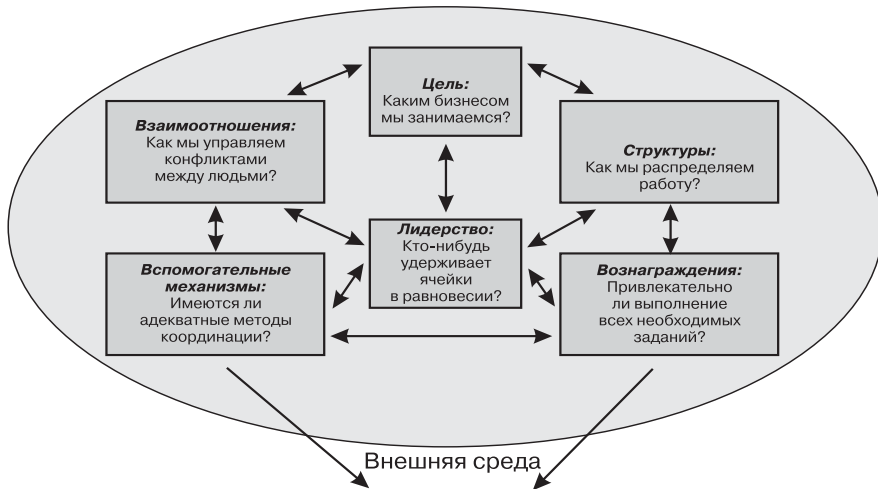 Цель:
Каким бизнесом
мы занимаемся?
Взаимоотношения:
Как мы управляем
конфликтами
между людьми?
Структуры:
Как мы распределяем
работу?
Лидерство:
Кто-нибудь
удерживает
ячейки
в равновесии?
Вспомогательные
механизмы:
Имеются ли
адекватные методы
координации?
Вознаграждения:
Привлекательно
ли выполнение
всех необходимых
заданий?
Внешняя среда